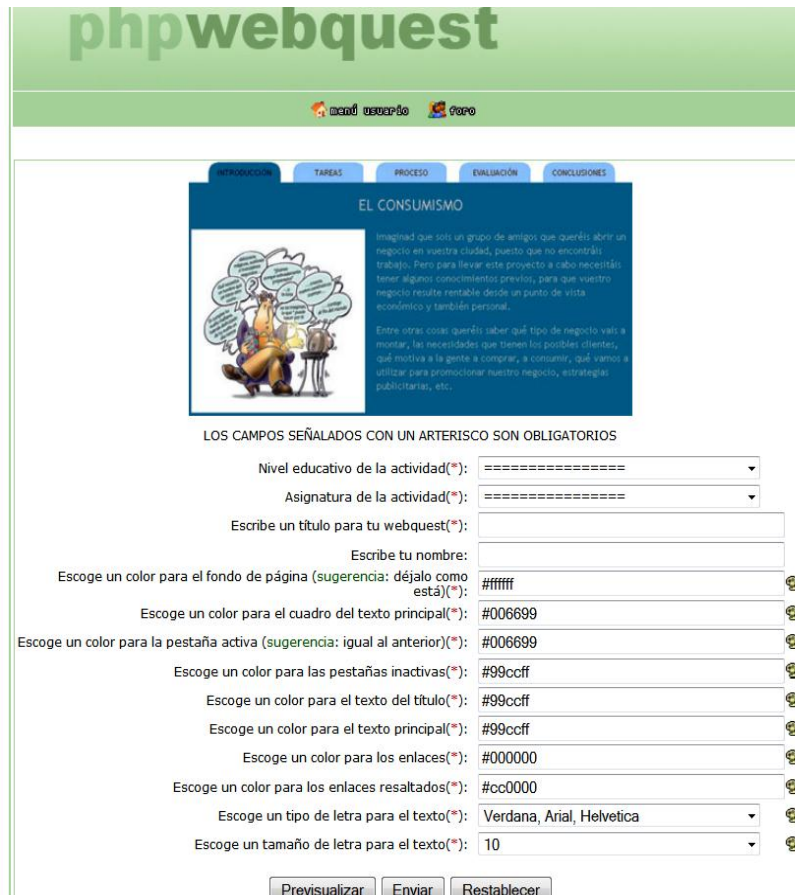 phpwebquest
menú usuario foro
INTRODUCCIÓN TAREAS PROCESO EVALUACIÓN CONCLUSIONES
EL CONSUMISMO
Imaginad que sois un grupo de amigos que queréis abrir un
negocio en vuestra ciudad, puesto que no encontráis
trabajo. Pero para llevar este proyecto a cabo necesitáis
tener algunos conocimientos previos, para que vuestro
negocio resulte rentable desde un punto de vista
económico y también personal.
Entre otras cosas queréis saber qué tipo de negocio vais a
montar, las necesidades que tienen los posibles clientes,
qué motiva a la gente a comprar, a consumir, qué vamos a
utilizar para promocionar nuestro negocio, estrategias
publicitarias, etc.
LOS CAMPOS SEÑALADOS CON UN ARTERISCO SON OBLIGATORIOS
Nivel educativo de la actividad(*): ================
Asignatura de la actividad(*): ================
Escribe un título para tu webquest(*):
Escribe tu nombre:
Escoge un color para el fondo de página (sugerencia: déjalo como
está)(*): #ffffff
Escoge un color para el cuadro del texto principal(*): #006699
Escoge un color para la pestaña activa (sugerencia: igual al anterior)(*): #006699
Escoge un color para las pestañas inactivas(*): #99ccff
Escoge un color para el texto del título(*): #99ccff
Escoge un color para el texto principal(*): #99ccff
Escoge un color para los enlaces(*): #000000
Escoge un color para los enlaces resaltados(*): #cc0000
Escoge un tipo de letra para el texto(*): Verdana, Arial, Helvetica
Escoge un tamaño de letra para el texto(*): 10
Previsualizar Enviar Restablecer